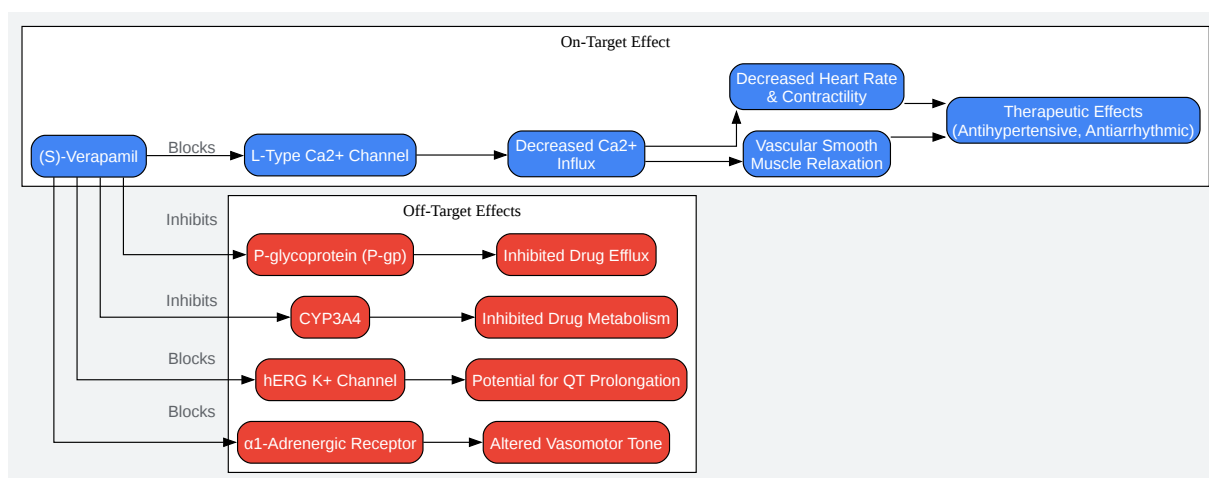 On-Target Effect
Decreased Heart Rate
& Contractility
Therapeutic Effects
(Antihypertensive, Antiarrhythmic)
(S)-Verapamil
Blocks
L-Type Ca2+ Channel
Decreased Ca2+
Influx
Vascular Smooth
Muscle Relaxation
Off-Target Effects
Inhibits
P-glycoprotein (P-gp)
Inhibited Drug Efflux
Inhibits
CYP3A4
Inhibited Drug Metabolism
Blocks
hERG K+ Channel
Potential for QT Prolongation
Blocks
α1-Adrenergic Receptor
Altered Vasomotor Tone